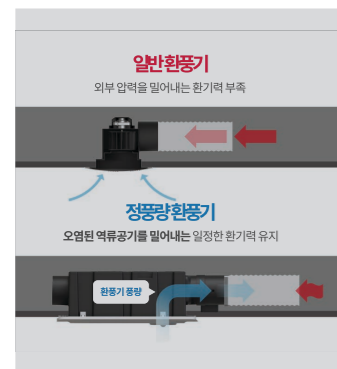 일반 환풍기
외부 압력을 밀어내는 환기력 부족
정풍량 환풍기
오염된 역류공기를 밀어내는 일정한 환기력 유지
환풍기 풍량